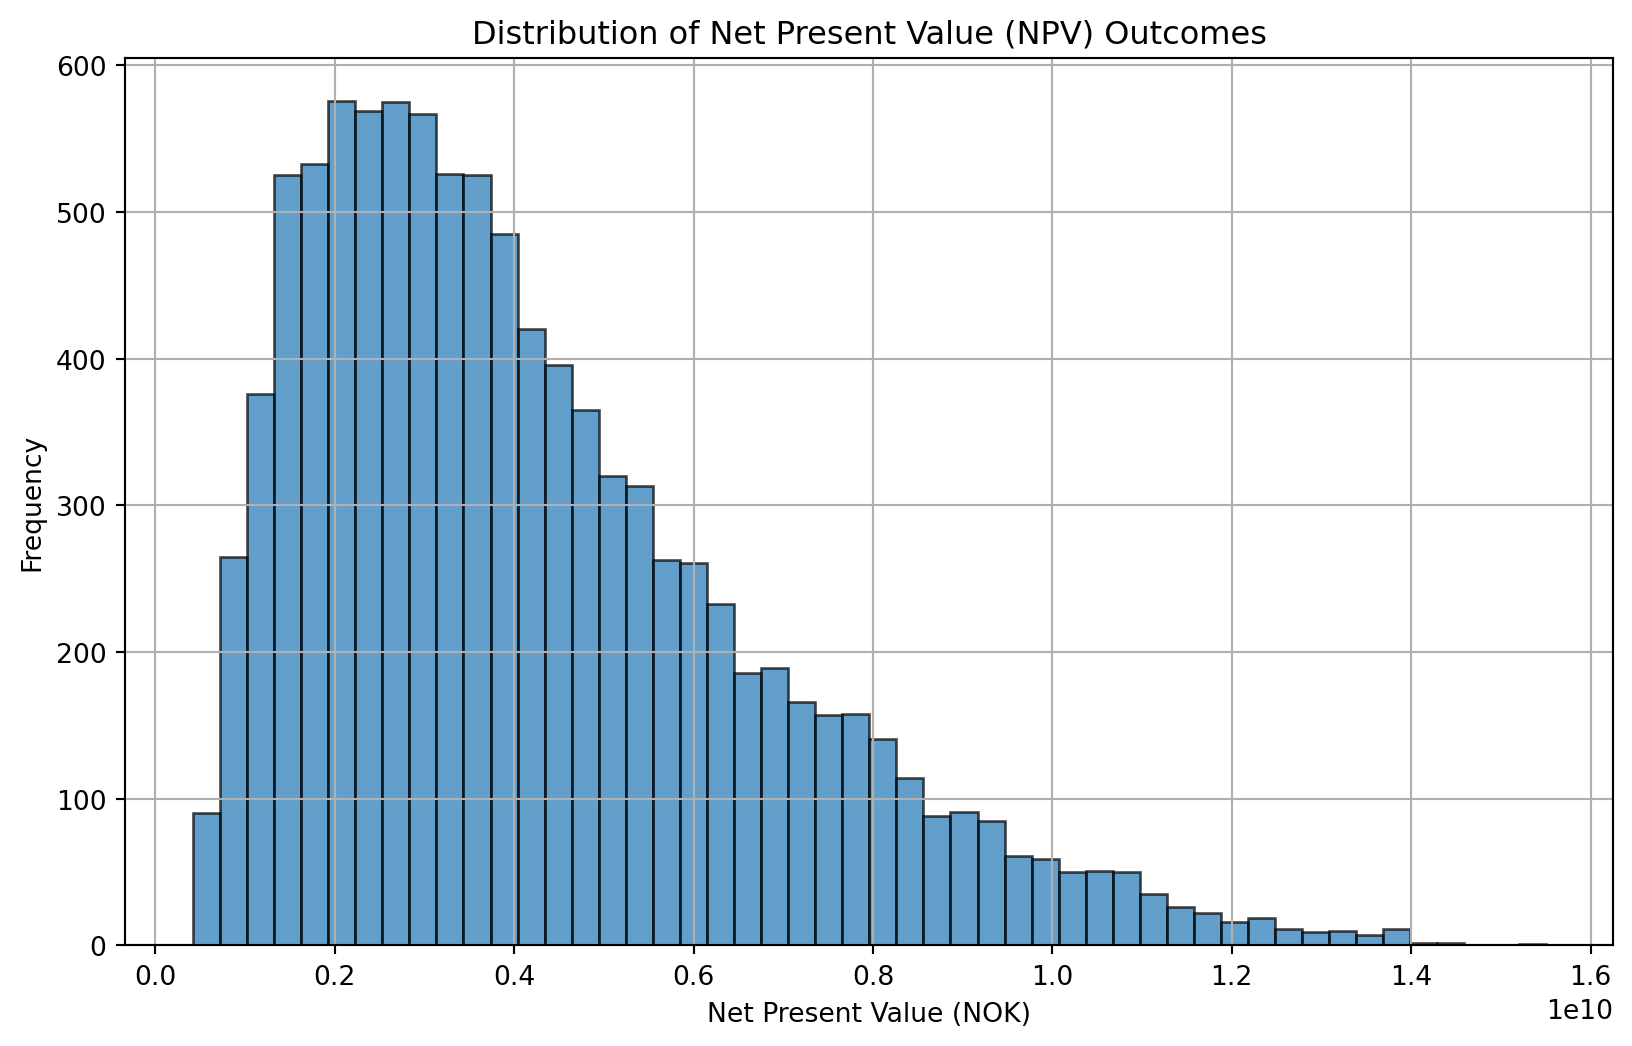 Distribution of Net Present Value (NPV) Outcomes
600
500
400
300
200
100
0
Frequency
0.0 0.2 0.4 0.6 0.8 1.0 1.2 1.4 1.6
1e10
Net Present Value (NOK)